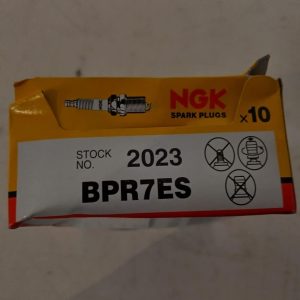 NGK
SPARK PLUGS
x10
STOCK NO. 2023
BPR7ES